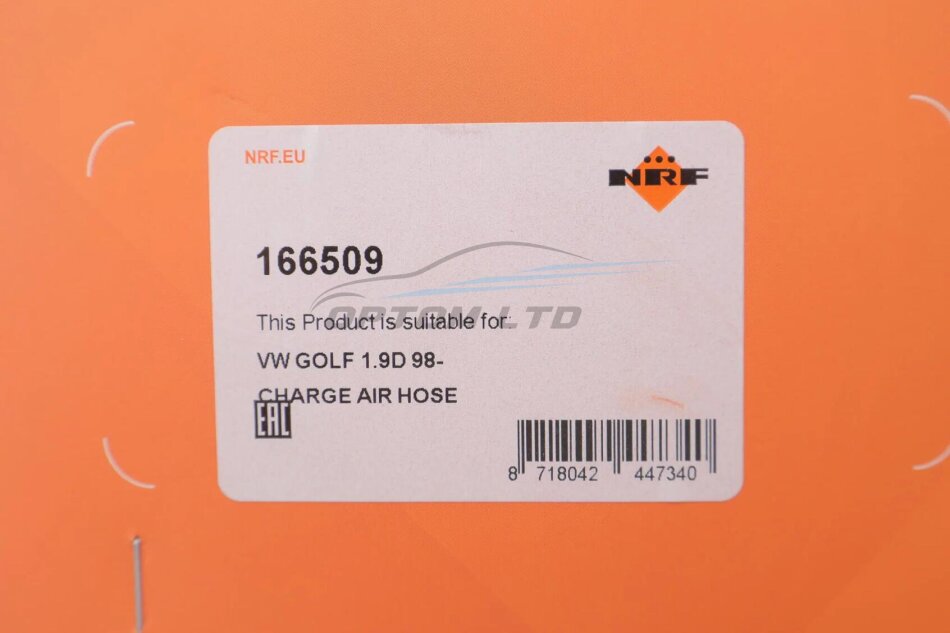 NRF.EU
NRF
166509
OPTOM LTD
This Product is suitable for:
VW GOLF 1.9D 98-
CHARGE AIR HOSE
EAC
8 718042 447340